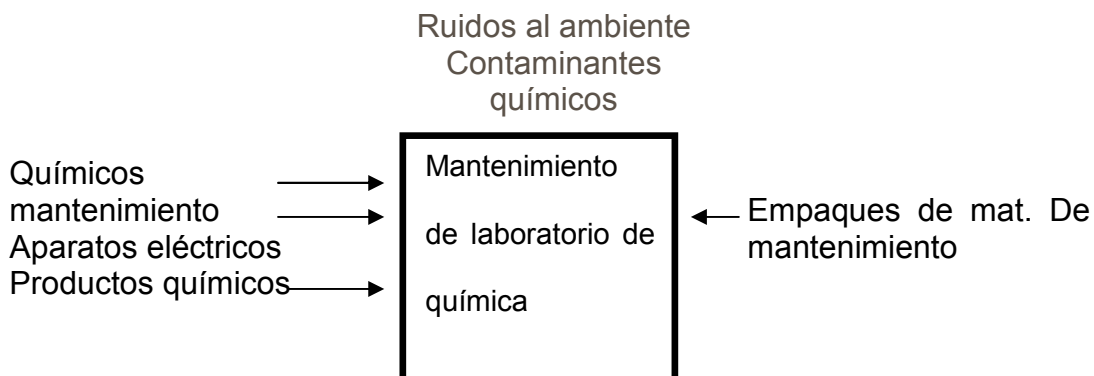 Ruidos al ambiente
Contaminantes
químicos
Químicos
mantenimiento
Aparatos eléctricos
Productos químicos
Mantenimiento
de laboratorio de
química
Empaques de mat. De
mantenimiento